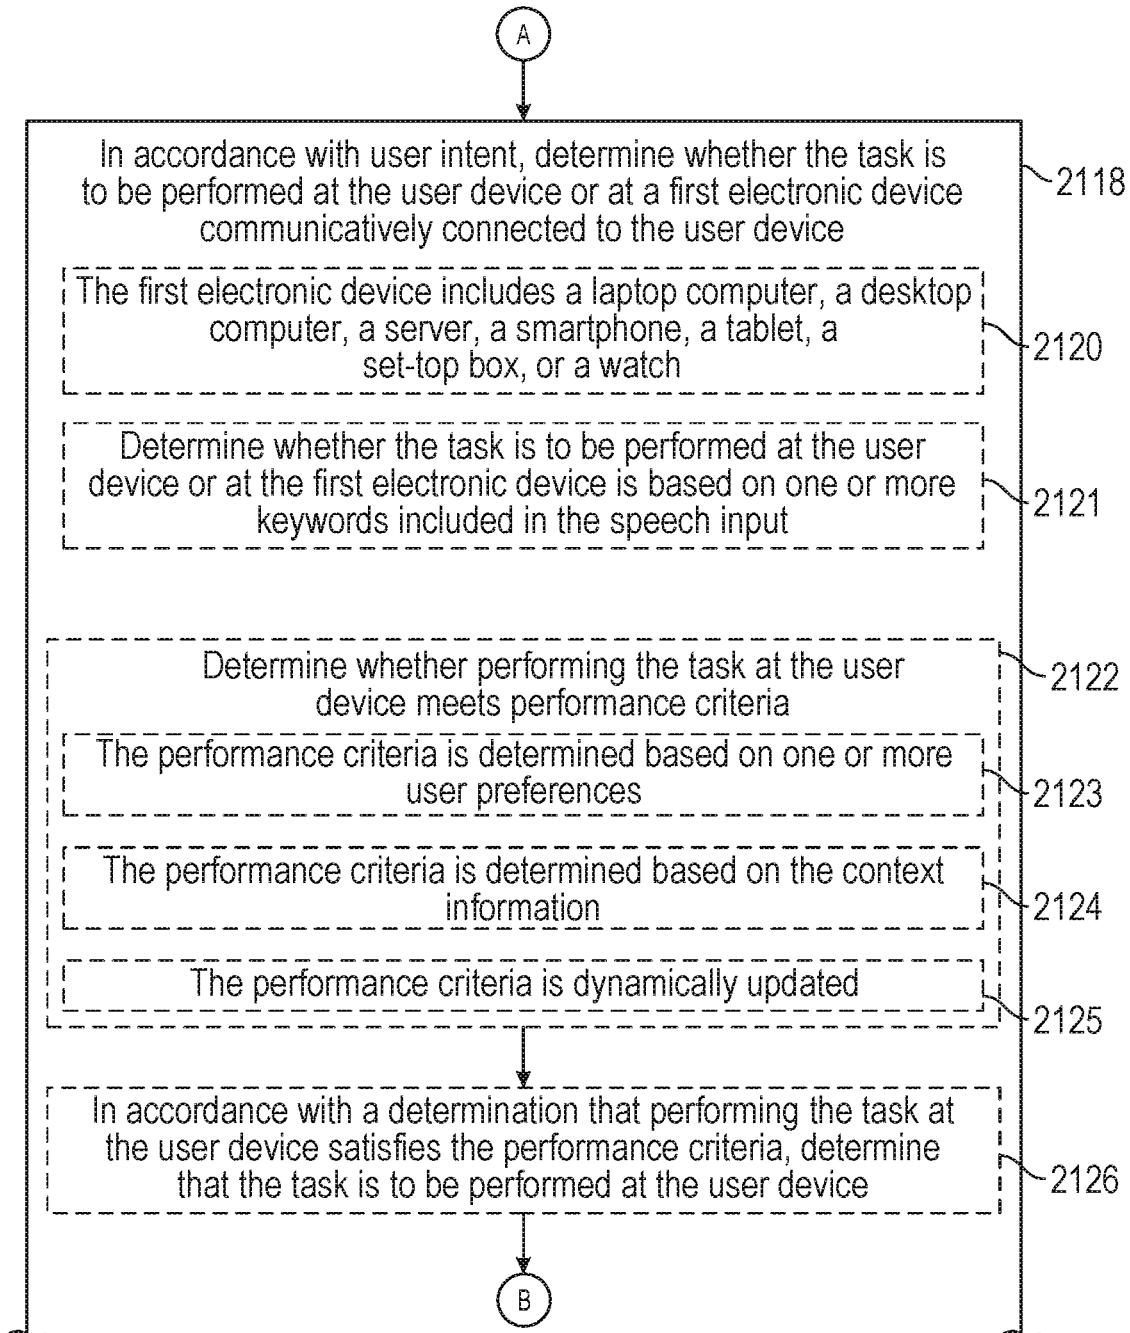 A
In accordance with user intent, determine whether the task is
to be performed at the user device or at a first electronic device
communicatively connected to the user device
2118
The first electronic device includes a laptop computer, a desktop
computer, a server, a smartphone, a tablet, a
set-top box, or a watch
2120
Determine whether the task is to be performed at the user
device or at the first electronic device is based on one or more
keywords included in the speech input
2121
Determine whether performing the task at the user
device meets performance criteria
2122
The performance criteria is determined based on one or more
user preferences
2123
The performance criteria is determined based on the context
information
2124
The performance criteria is dynamically updated
2125
In accordance with a determination that performing the task at
the user device satisfies the performance criteria, determine
that the task is to be performed at the user device
2126
B